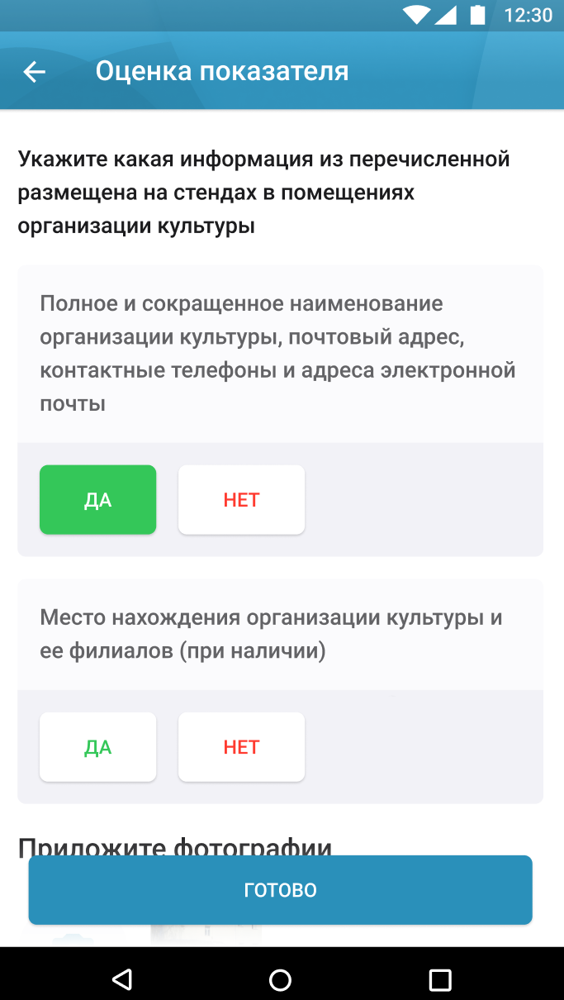 12:30
Оценка показателя
Укажите какая информация из перечисленной
размещена на стендах в помещениях
организации культуры
Полное и сокращенное наименование
организации культуры, почтовый адрес,
контактные телефоны и адреса электронной
почты
ДА НЕТ
Место нахождения организации культуры и
ее филиалов (при наличии)
ДА НЕТ
Приложите фотографии
ГОТОВО